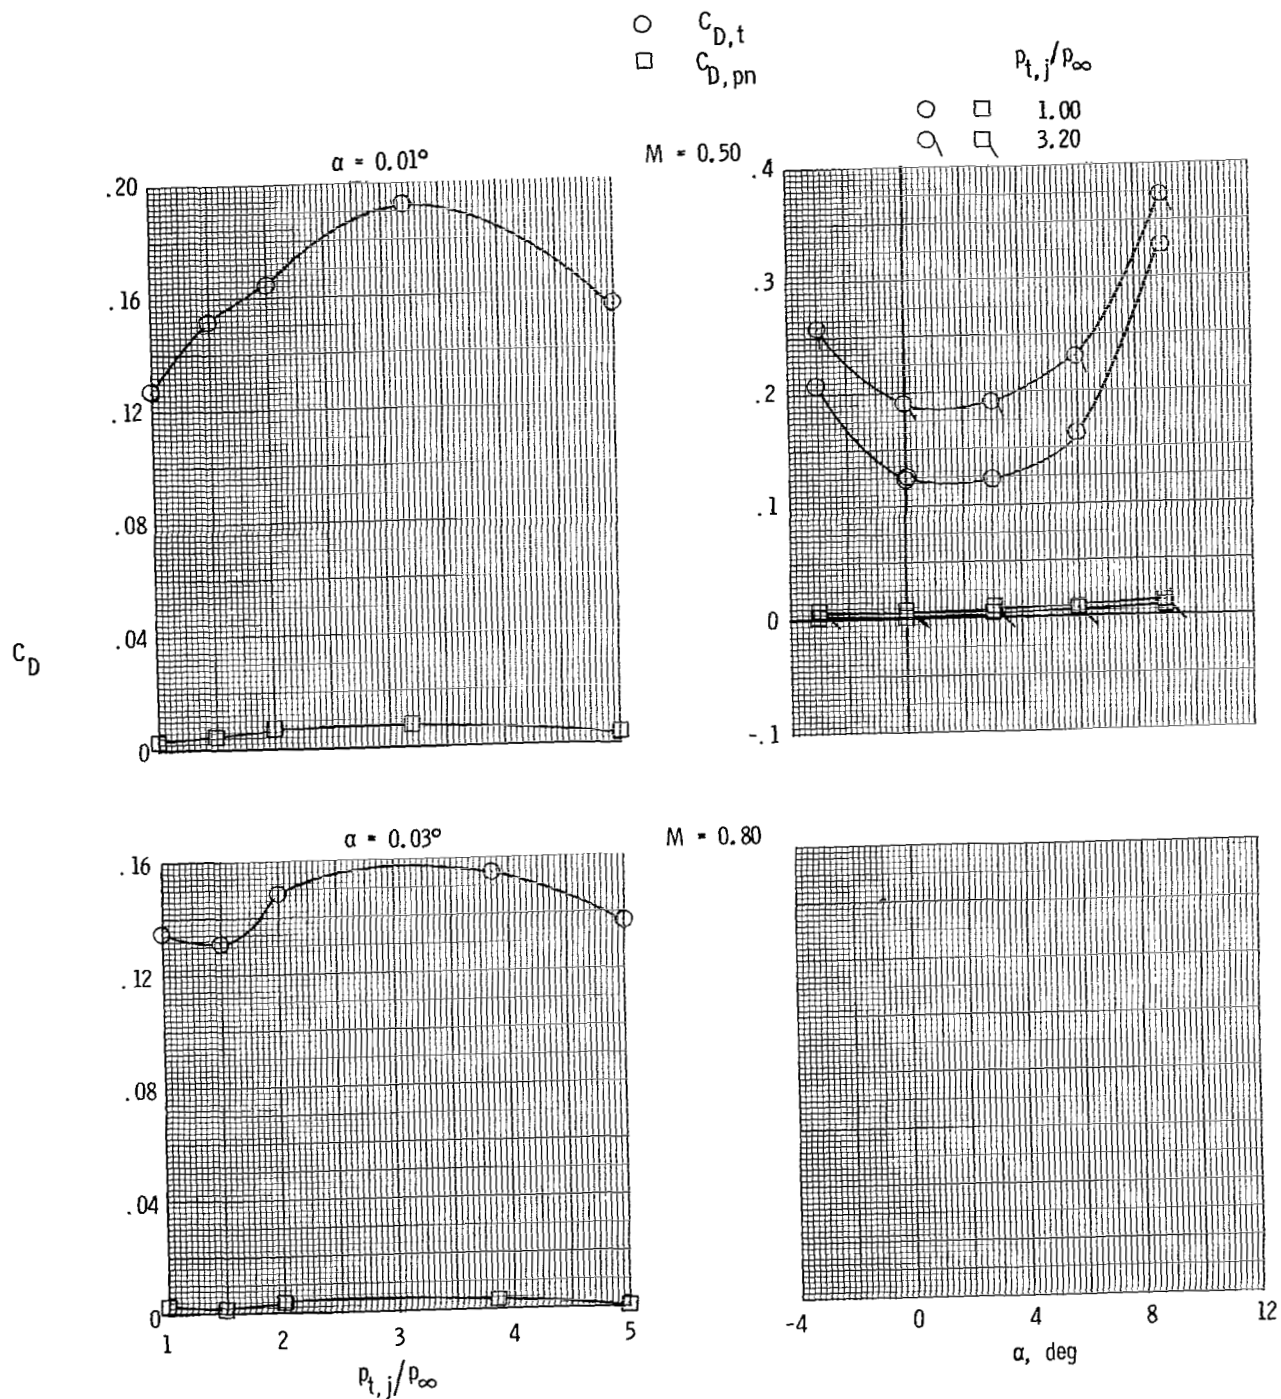 ○ C_D,t
□ C_D,pn
p_t,j/p_∞
○ □ 1.00
○ □ 3.20
α = 0.01°
M = 0.50
.20
.16
.12
.08
.04
0
.4
.3
.2
.1
0
-.1
C_D
α = 0.03°
M = 0.80
.16
.12
.08
.04
0
1 2 3 4 5
p_t,j/p_∞
-4 0 4 8 12
α, deg